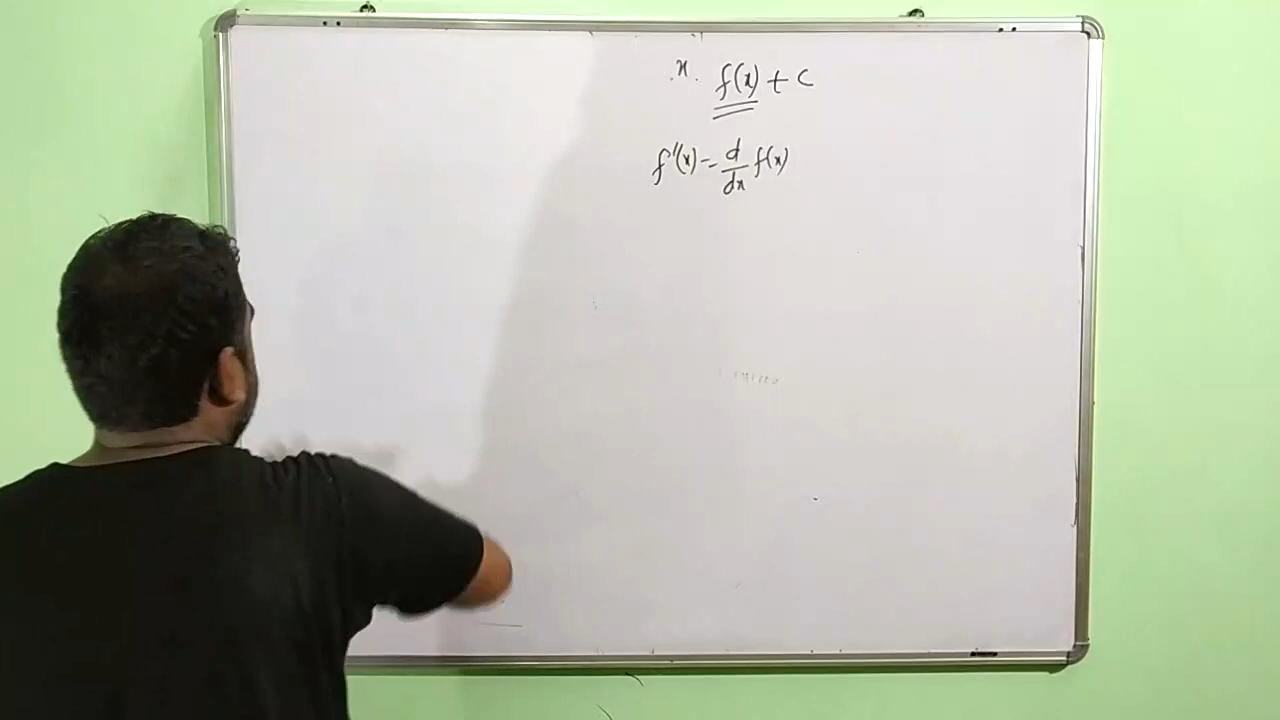 x. f(x) + c
f'(x) = d/dx f(x)